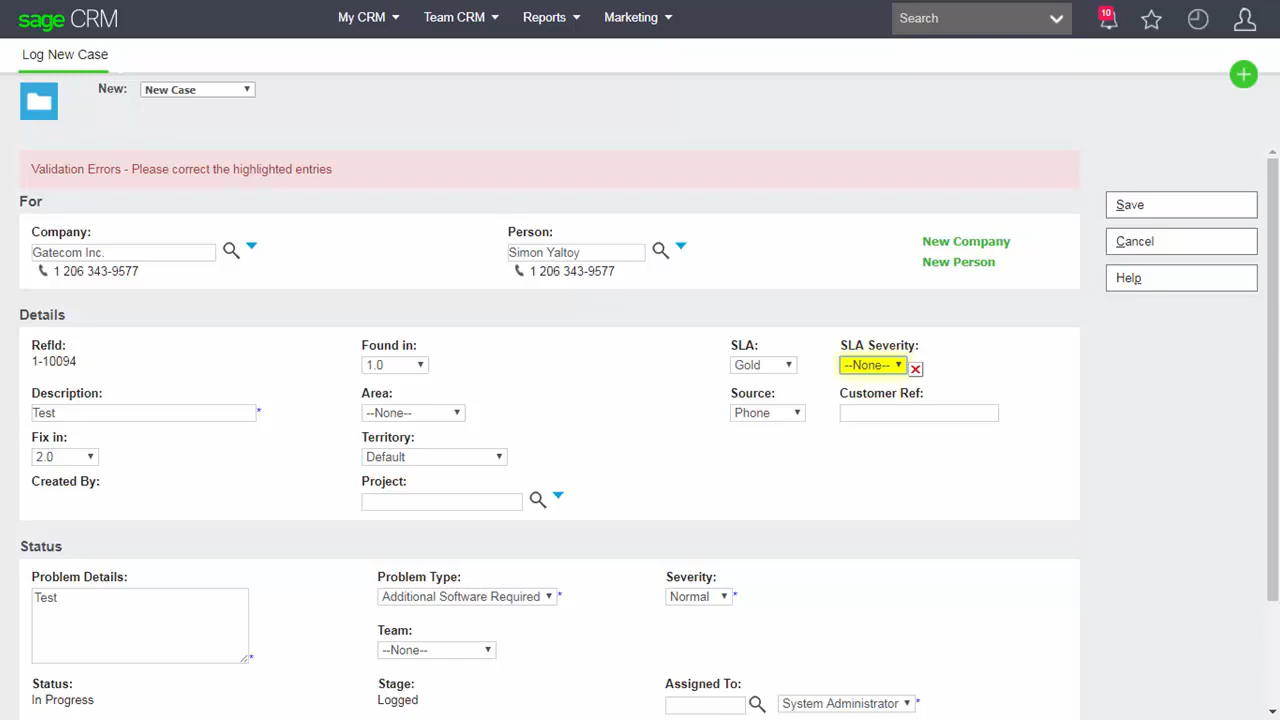 sage CRM My CRM Team CRM Reports Marketing Search 10
Log New Case
New: New Case
Validation Errors - Please correct the highlighted entries
For
Company: Person:
Gatecom Inc. Simon Yaltoy
1 206 343-9577 1 206 343-9577
New Company
New Person
Save
Cancel
Help
Details
RefId: Found in: SLA: SLA Severity:
1-10094 1.0 Gold --None--
Description: Area: Source: Customer Ref:
Test * --None-- Phone
Fix in: Territory:
2.0 Default
Created By: Project:
Status
Problem Details: Problem Type: Severity:
Test * Additional Software Required * Normal *
Team:
--None--
Status: Stage: Assigned To:
In Progress Logged System Administrator *